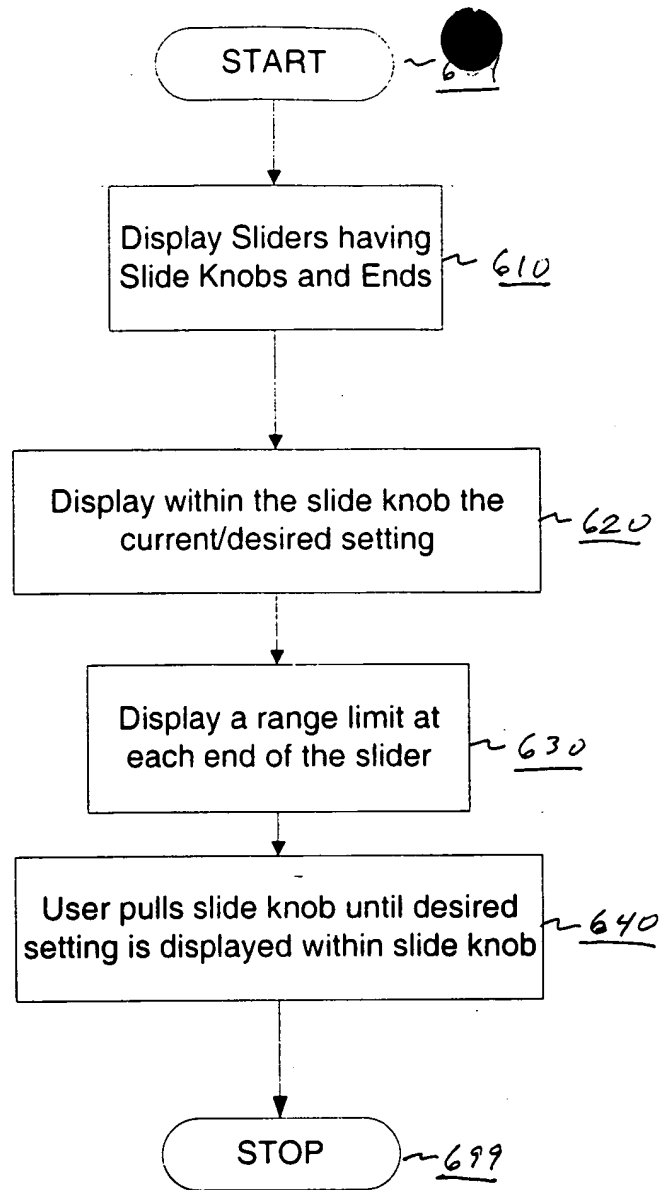 START
Display Sliders having
Slide Knobs and Ends
610
Display within the slide knob the
current/desired setting
620
Display a range limit at
each end of the slider
630
User pulls slide knob until desired
setting is displayed within slide knob
640
STOP
699